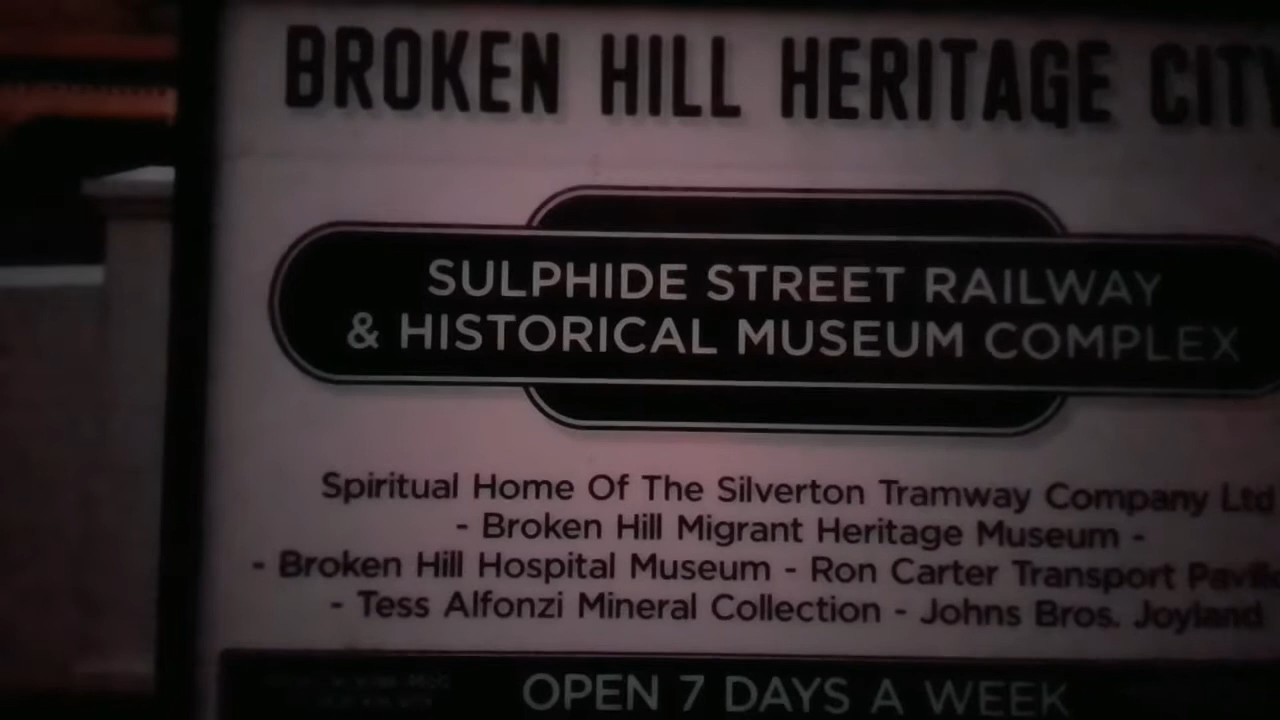 BROKEN HILL HERITAGE CITY
SULPHIDE STREET RAILWAY
& HISTORICAL MUSEUM COMPLEX
Spiritual Home Of The Silverton Tramway Company Ltd
- Broken Hill Migrant Heritage Museum -
- Broken Hill Hospital Museum - Ron Carter Transport
- Tess Alfonzi Mineral Collection - Johns Bros. Joyland
OPEN 7 DAYS A WEEK